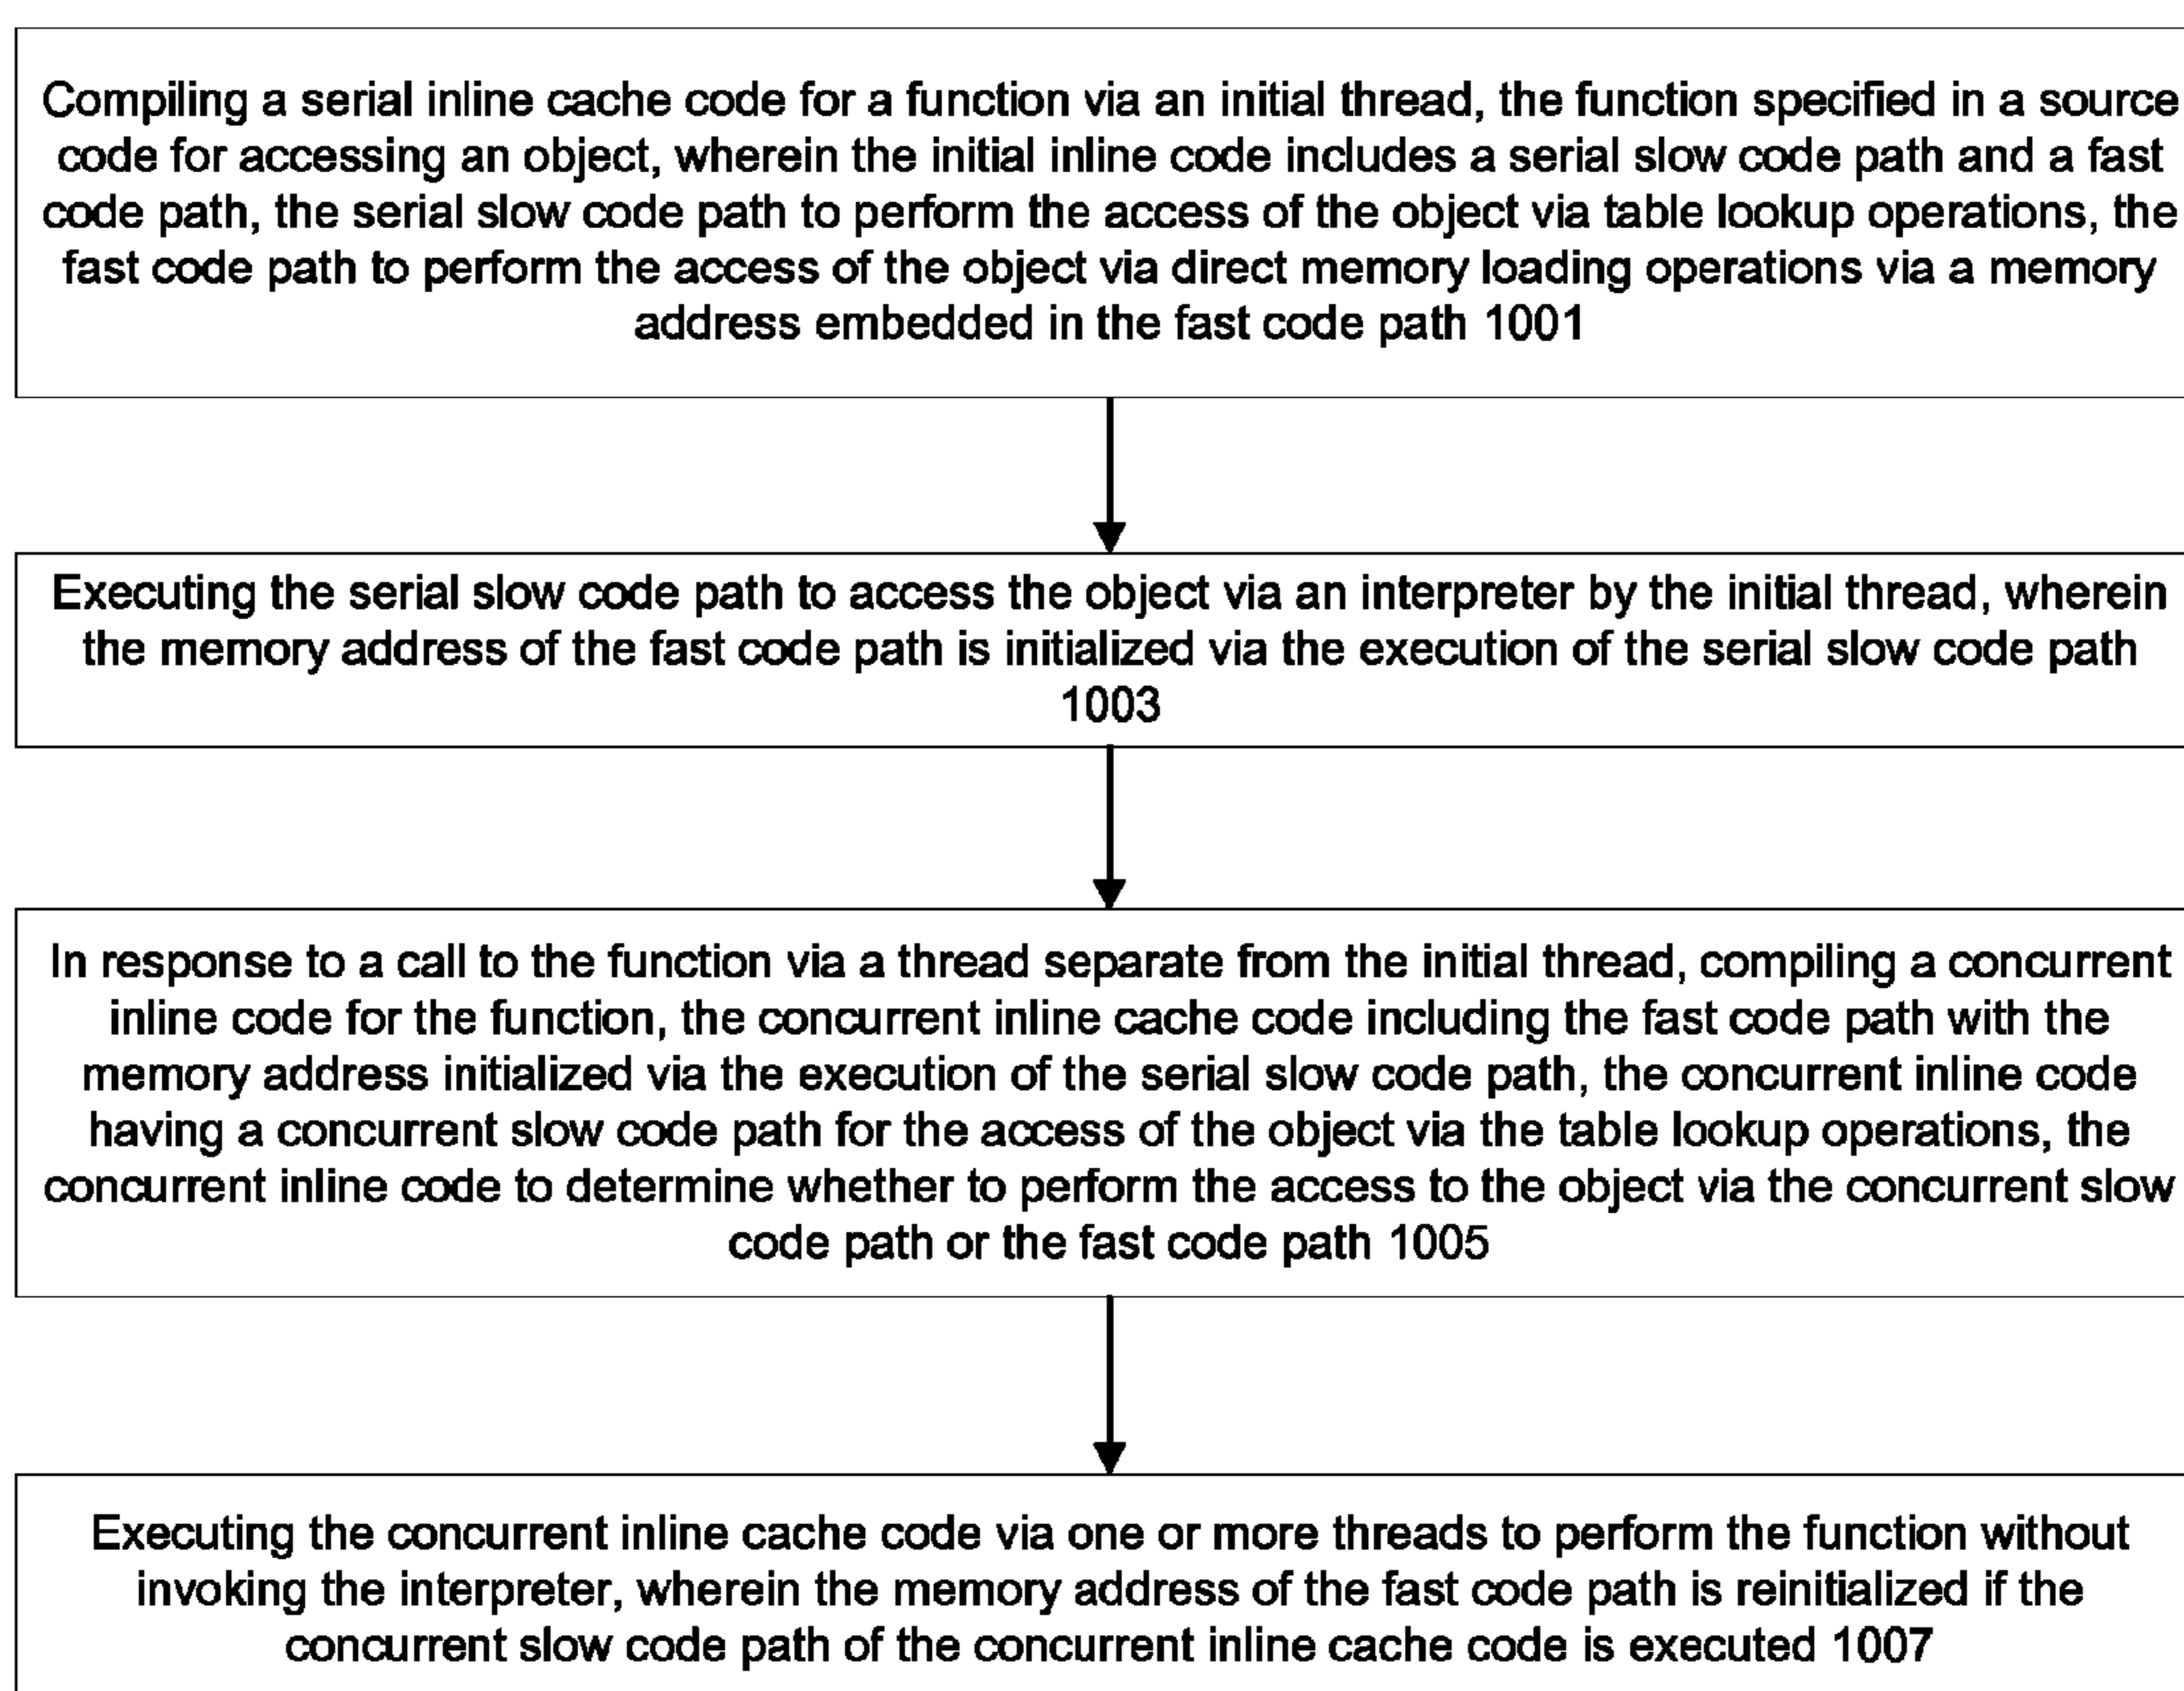 Compiling a serial inline cache code for a function via an initial thread, the function specified in a source
code for accessing an object, wherein the initial inline code includes a serial slow code path and a fast
code path, the serial slow code path to perform the access of the object via table lookup operations, the
fast code path to perform the access of the object via direct memory loading operations via a memory
address embedded in the fast code path 1001
Executing the serial slow code path to access the object via an interpreter by the initial thread, wherein
the memory address of the fast code path is initialized via the execution of the serial slow code path
1003
In response to a call to the function via a thread separate from the initial thread, compiling a concurrent
inline code for the function, the concurrent inline cache code including the fast code path with the
memory address initialized via the execution of the serial slow code path, the concurrent inline code
having a concurrent slow code path for the access of the object via the table lookup operations, the
concurrent inline code to determine whether to perform the access to the object via the concurrent slow
code path or the fast code path 1005
Executing the concurrent inline cache code via one or more threads to perform the function without
invoking the interpreter, wherein the memory address of the fast code path is reinitialized if the
concurrent slow code path of the concurrent inline cache code is executed 1007